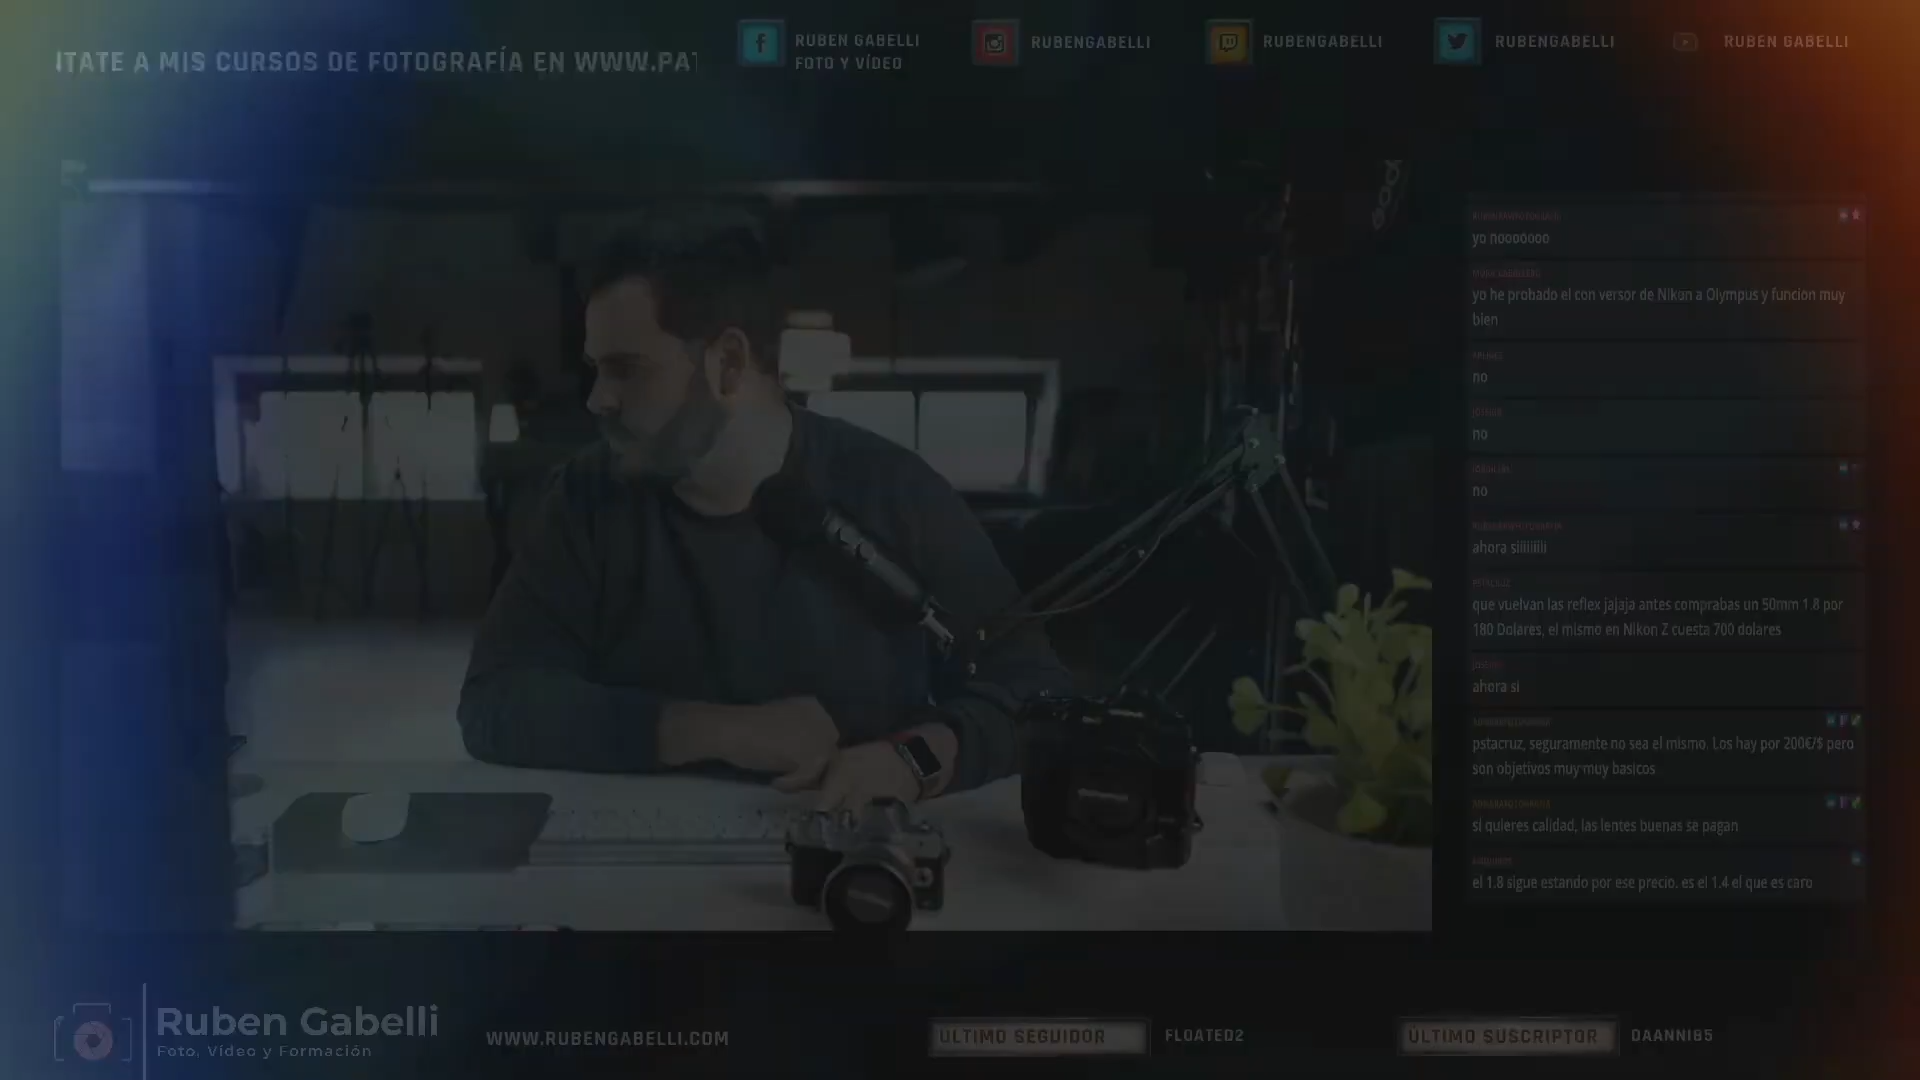 ITATE A MIS CURSOS DE FOTOGRAFÍA EN WWW.PAT
RUBEN GABELLI
FOTO Y VÍDEO
RUBENGABELLI
RUBENGABELLI
RUBENGABELLI
RUBEN GABELLI
yo nooooooo
yo he probado el con versor de Nikon a Olympus y funcion muy
bien
no
no
no
ahora siiiiiiiii
que vuelvan las reflex jajaja antes comprabas un 50mm 1.8 por
180 Dolares, el mismo en Nikon Z cuesta 700 dolares
ahora si
pstacruz, seguramente no sea el mismo. Los hay por 200€/$ pero
son objetivos muy muy basicos
si quieres calidad, las lentes buenas se pagan
el 1.8 sigue estando por ese precio. es el 1.4 el que es caro
Ruben Gabelli
Foto, Vídeo y Formación
WWW.RUBENGABELLI.COM
ULTIMO SEGUIDOR
FLOATED2
ÚLTIMO SUSCRIPTOR
DAANNI85